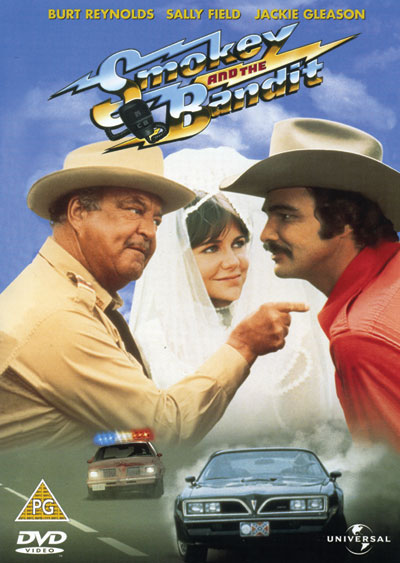 BURT REYNOLDS SALLY FIELD JACKIE GLEASON
Smokey
AND THE
Bandit
PG
DVD
VIDEO
UNIVERSAL